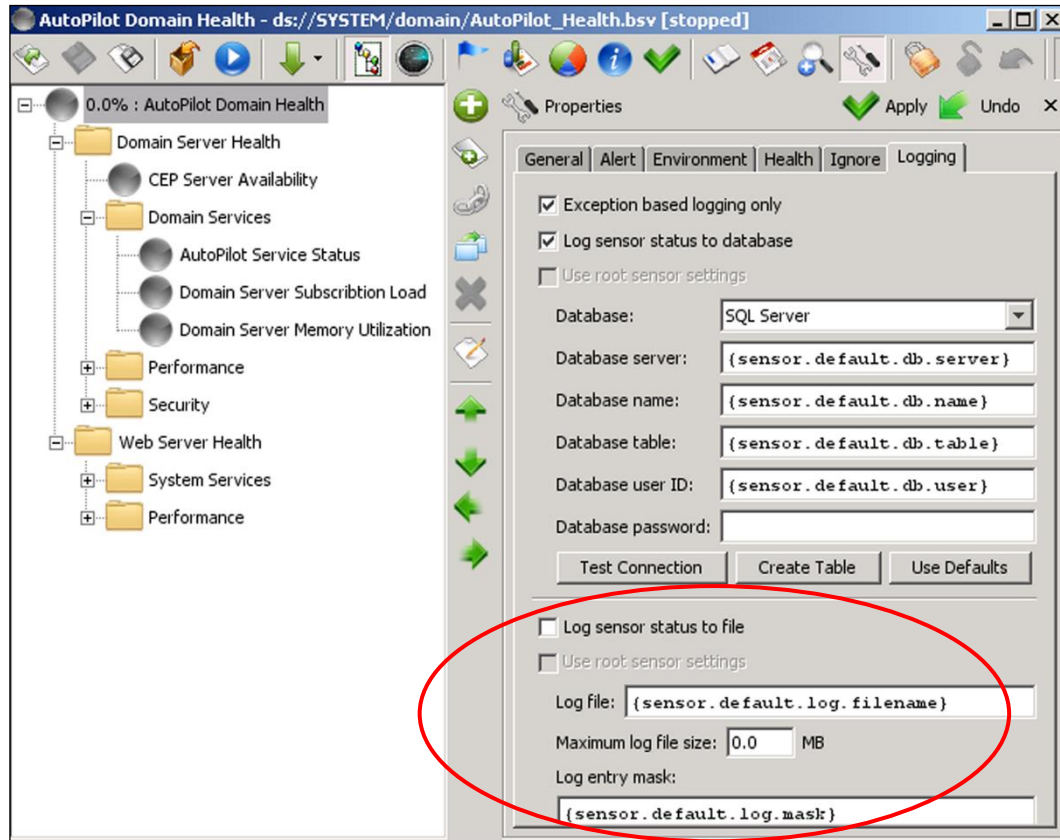 AutoPilot Domain Health - ds://SYSTEM/domain/AutoPilot_Health.bsv [stopped]
0.0% : AutoPilot Domain Health
Domain Server Health
CEP Server Availability
Domain Services
AutoPilot Service Status
Domain Server Subscribtion Load
Domain Server Memory Utilization
Performance
Security
Web Server Health
System Services
Performance
Properties Apply Undo
General Alert Environment Health Ignore Logging
Exception based logging only
Log sensor status to database
Use root sensor settings
Database: SQL Server
Database server: {sensor.default.db.server}
Database name: {sensor.default.db.name}
Database table: {sensor.default.db.table}
Database user ID: {sensor.default.db.user}
Database password:
Test Connection Create Table Use Defaults
Log sensor status to file
Use root sensor settings
Log file: {sensor.default.log.filename}
Maximum log file size: 0.0 MB
Log entry mask:
{sensor.default.log.mask}